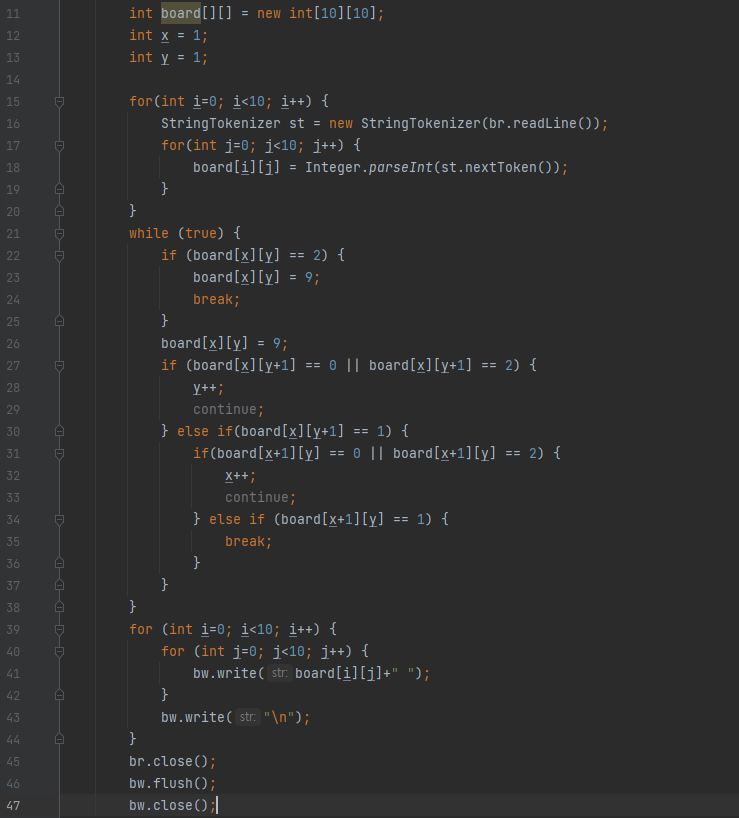 11 int board[][] = new int[10][10];
12 int x = 1;
13 int y = 1;
14
15 for(int i=0; i<10; i++) {
16 StringTokenizer st = new StringTokenizer(br.readLine());
17 for(int j=0; j<10; j++) {
18 board[i][j] = Integer.parseInt(st.nextToken());
19 }
20 }
21 while (true) {
22 if (board[x][y] == 2) {
23 board[x][y] = 9;
24 break;
25 }
26 board[x][y] = 9;
27 if (board[x][y+1] == 0 || board[x][y+1] == 2) {
28 y++;
29 continue;
30 } else if(board[x][y+1] == 1) {
31 if(board[x+1][y] == 0 || board[x+1][y] == 2) {
32 x++;
33 continue;
34 } else if (board[x+1][y] == 1) {
35 break;
36 }
37 }
38 }
39 for (int i=0; i<10; i++) {
40 for (int j=0; j<10; j++) {
41 bw.write( str: board[i][j]+" ");
42 }
43 bw.write( str: "\n");
44 }
45 br.close();
46 bw.flush();
47 bw.close();